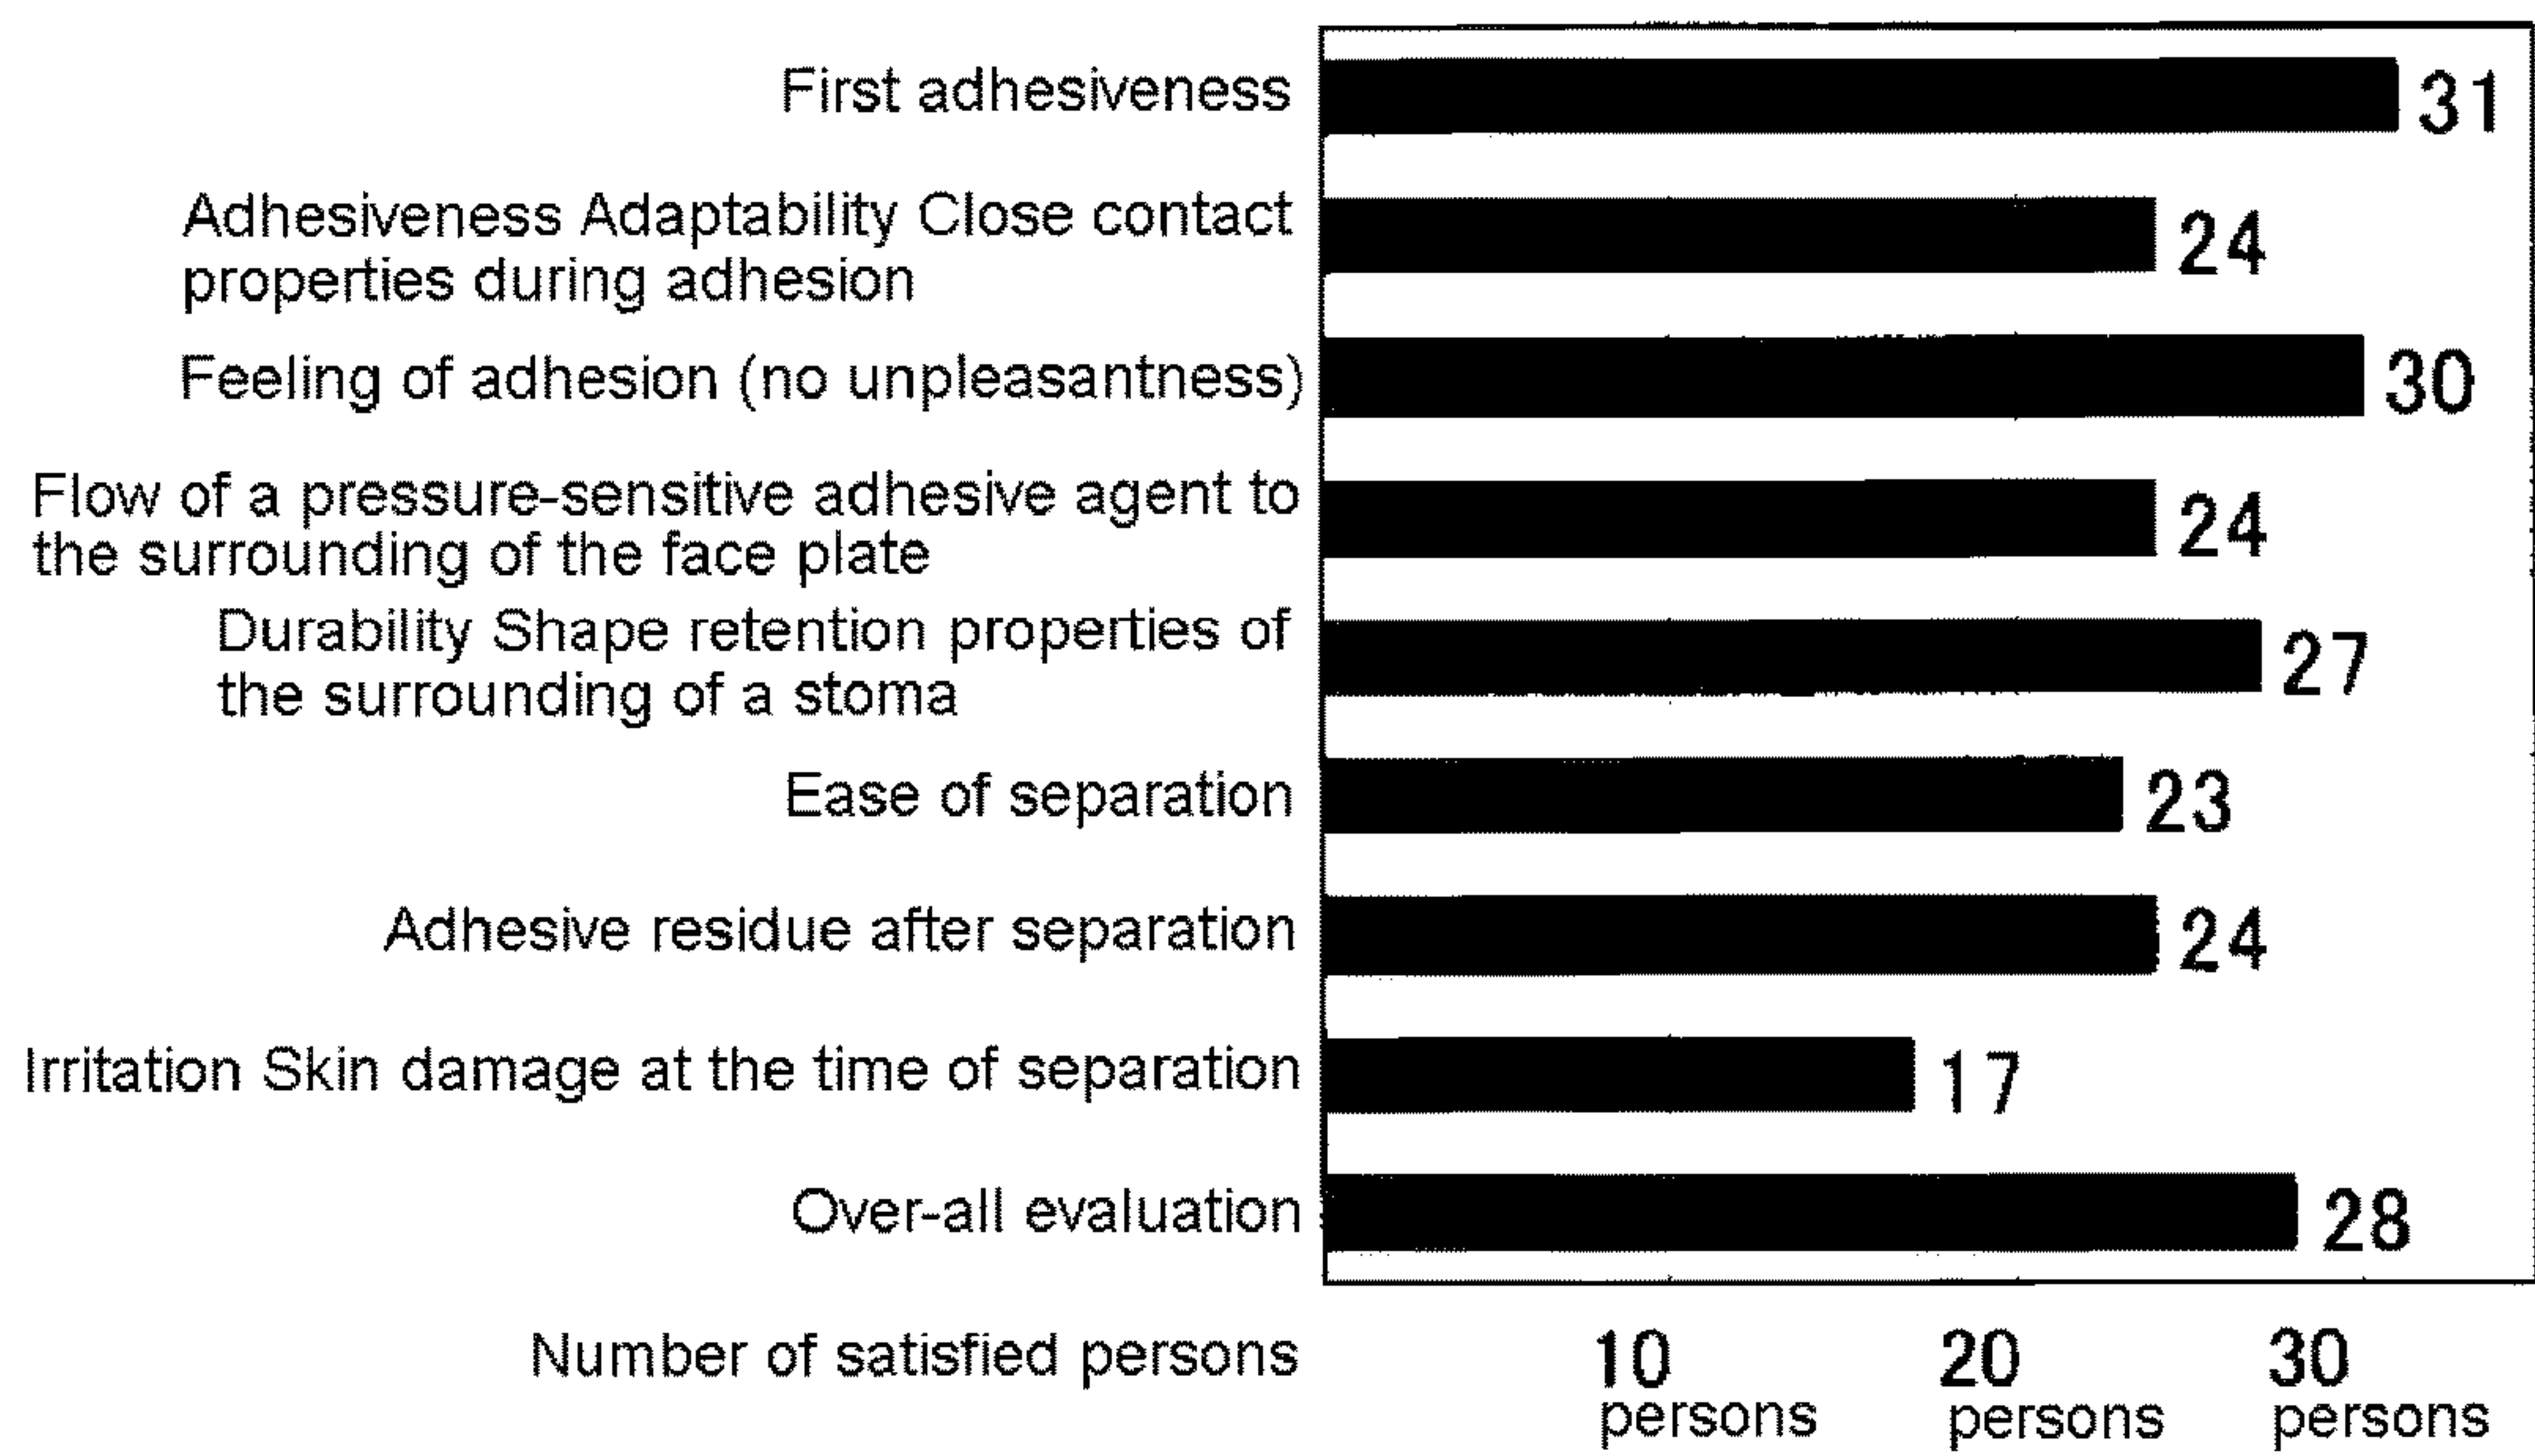 First adhesiveness
31
Adhesiveness Adaptability Close contact
properties during adhesion
24
Feeling of adhesion (no unpleasantness)
30
Flow of a pressure-sensitive adhesive agent to
the surrounding of the face plate
24
Durability Shape retention properties of
the surrounding of a stoma
27
Ease of separation
23
Adhesive residue after separation
24
Irritation Skin damage at the time of separation
17
Over-all evaluation
28
Number of satisfied persons
10
persons
20
persons
30
persons